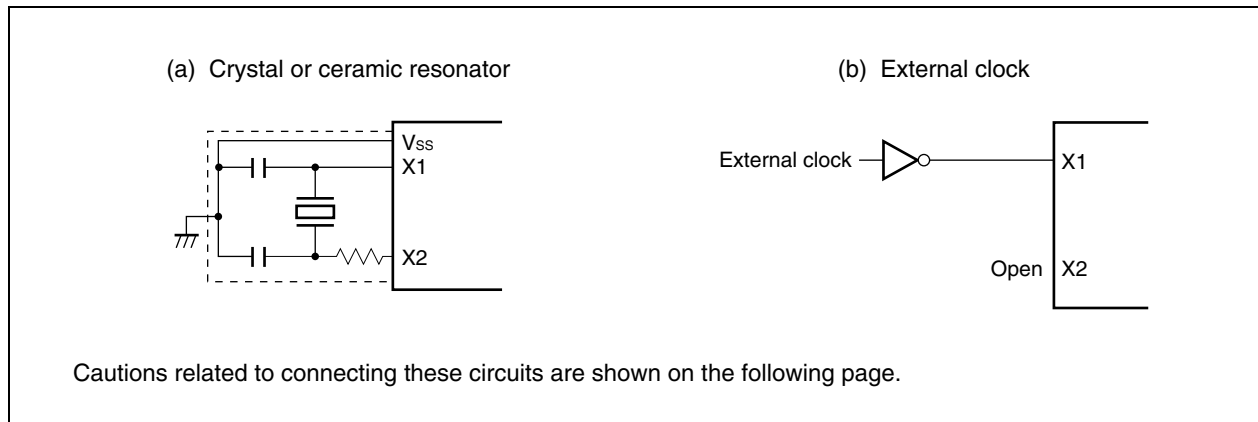 (a) Crystal or ceramic resonator
VSS
X1
X2
(b) External clock
External clock
X1
Open
X2
Cautions related to connecting these circuits are shown on the following page.